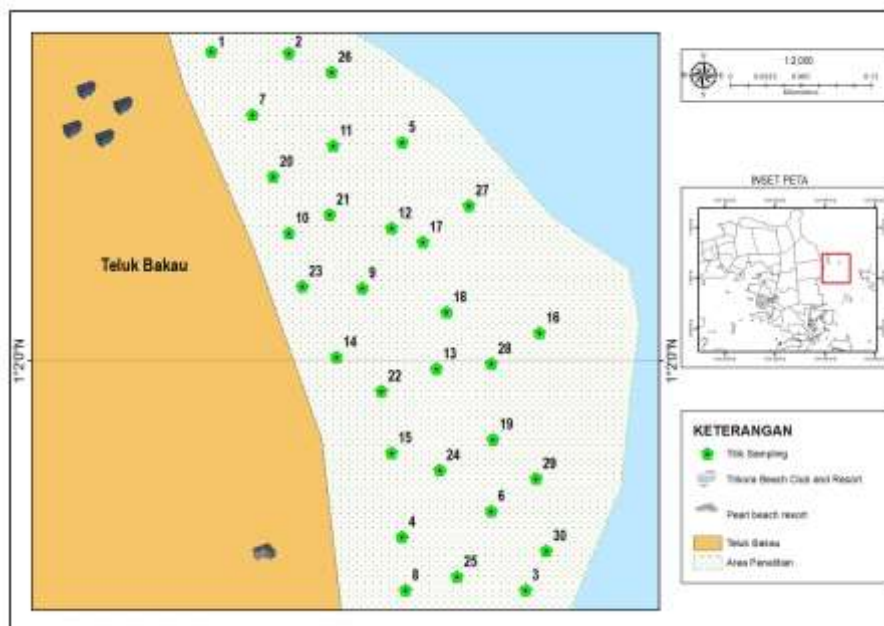 1
2
26
7
11
5
20
21
27
12
10
17
Teluk Bakau
23
9
18
16
14
13
28
22
15
19
24
29
6
4
30
25
8
3
1°2'0"N
1°2'0"N
1:2,000
Kilometers
INSET PETA
KETERANGAN
Titik Sampling
Trikora Beach Club and Resort
Pearl beach resort
Teluk Bakau
Area Penelitian